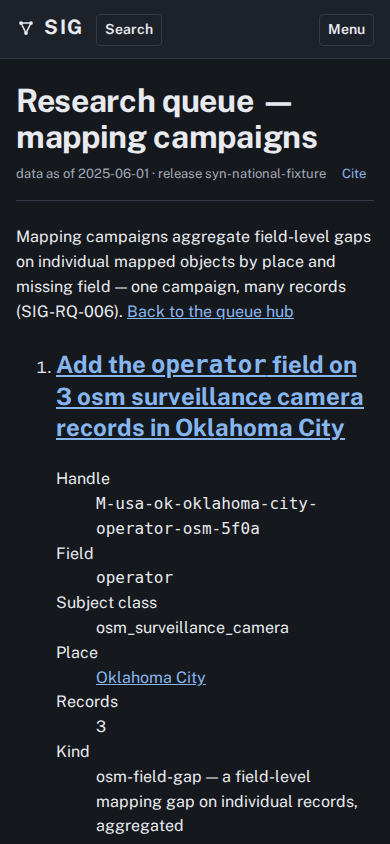 SIG
Search
Menu
Research queue —
mapping campaigns
data as of 2025-06-01 · release syn-national-fixture Cite
Mapping campaigns aggregate field-level gaps
on individual mapped objects by place and
missing field — one campaign, many records
(SIG-RQ-006). Back to the queue hub
1. Add the operator field on
3 osm surveillance camera
records in Oklahoma City
Handle
M-usa-ok-oklahoma-city-
operator-osm-5f0a
Field
operator
Subject class
osm_surveillance_camera
Place
Oklahoma City
Records
3
Kind
osm-field-gap — a field-level
mapping gap on individual records,
aggregated